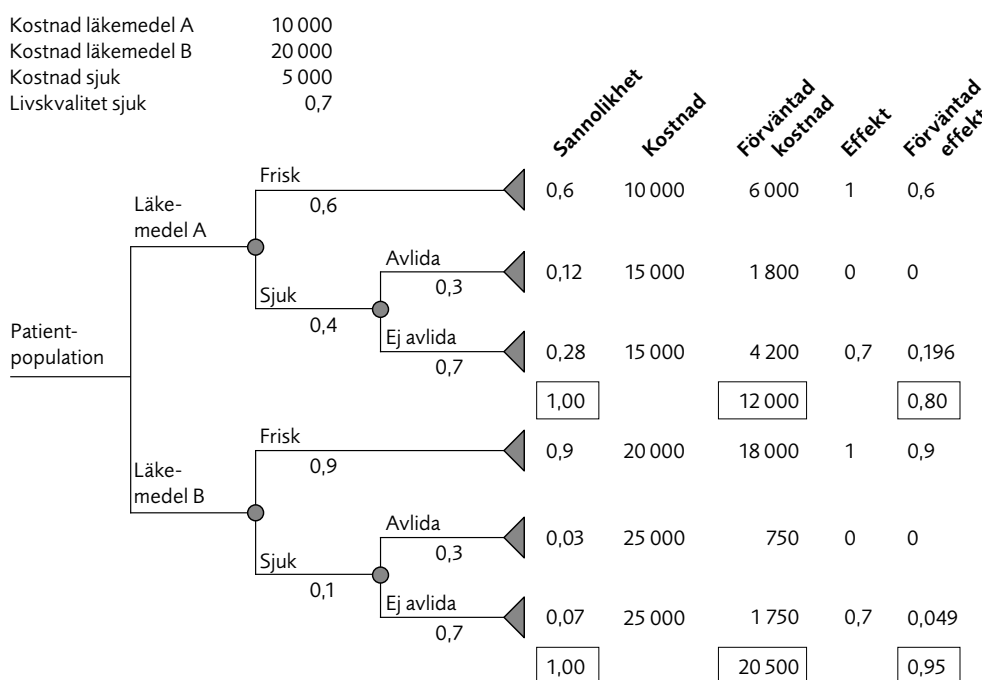 Kostnad läkemedel A 10 000
Kostnad läkemedel B 20 000
Kostnad sjuk 5 000
Livskvalitet sjuk 0,7
Sannolikhet
Kostnad
Förväntad
kostnad
Effekt
Förväntad
effekt
Patient-
population
Läke-
medel A
Frisk
0,6
0,6 10 000 6 000 1 0,6
Sjuk
0,4
Avlida
0,3
0,12 15 000 1 800 0 0
Ej avlida
0,7
0,28 15 000 4 200 0,7 0,196
1,00 12 000 0,80
Läke-
medel B
Frisk
0,9
0,9 20 000 18 000 1 0,9
Sjuk
0,1
Avlida
0,3
0,03 25 000 750 0 0
Ej avlida
0,7
0,07 25 000 1 750 0,7 0,049
1,00 20 500 0,95